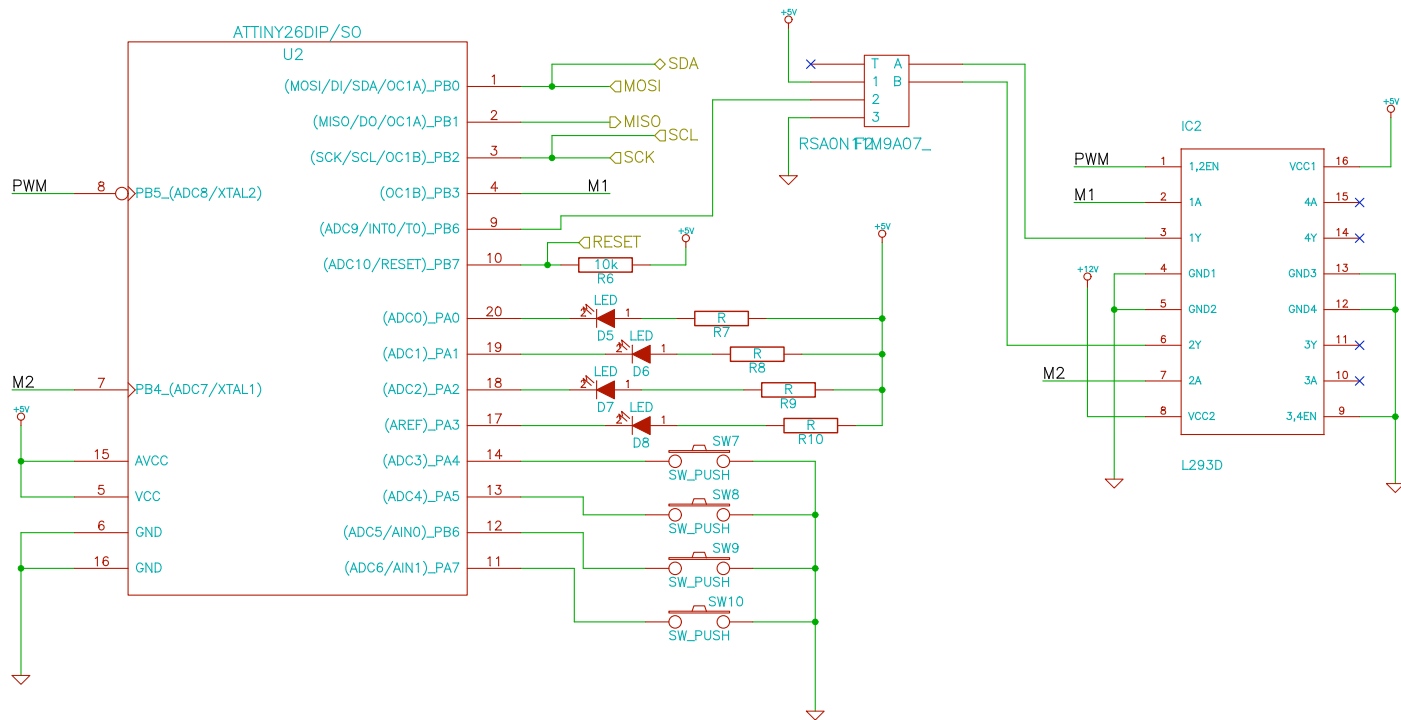 ATTINY26DIP/SO
U2
(MOSI/DI/SDA/OC1A)_PB0
1
SDA
MOSI
(MISO/DO/OC1A)_PB1
2
MISO
(SCK/SCL/OC1B)_PB2
3
SCL
SCK
PWM
8
PB5_(ADC8/XTAL2)
(OC1B)_PB3
4
M1
(ADC9/INT0/T0)_PB6
9
RESET
(ADC10/RESET)_PB7
10
10k
R6
+5V
(ADC0)_PA0
20
LED
2
1
D5
R
R7
+5V
(ADC1)_PA1
19
LED
2
1
D6
R
R8
M2
7
PB4_(ADC7/XTAL1)
(ADC2)_PA2
18
LED
2
1
D7
R
R9
+5V
(AREF)_PA3
17
LED
2
1
D8
R
R10
15
AVCC
(ADC3)_PA4
14
SW7
SW_PUSH
5
VCC
(ADC4)_PA5
13
SW8
SW_PUSH
6
GND
(ADC5/AIN0)_PB6
12
SW9
SW_PUSH
16
GND
(ADC6/AIN1)_PA7
11
SW10
SW_PUSH
+5V
T A
1 B
2
3
IC2
+5V
PWM
1
1,2EN
VCC1
16
M1
2
1A
4A
15
3
1Y
4Y
14
+12V
4
GND1
GND3
13
5
GND2
GND4
12
6
2Y
3Y
11
M2
7
2A
3A
10
8
VCC2
3,4EN
9
L293D